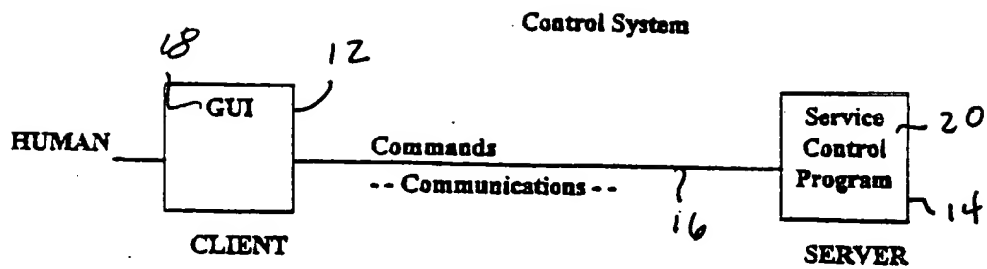 Control System
18
12
GUI
HUMAN
Commands
-- Communications --
16
Service
Control
Program
20
14
CLIENT
SERVER